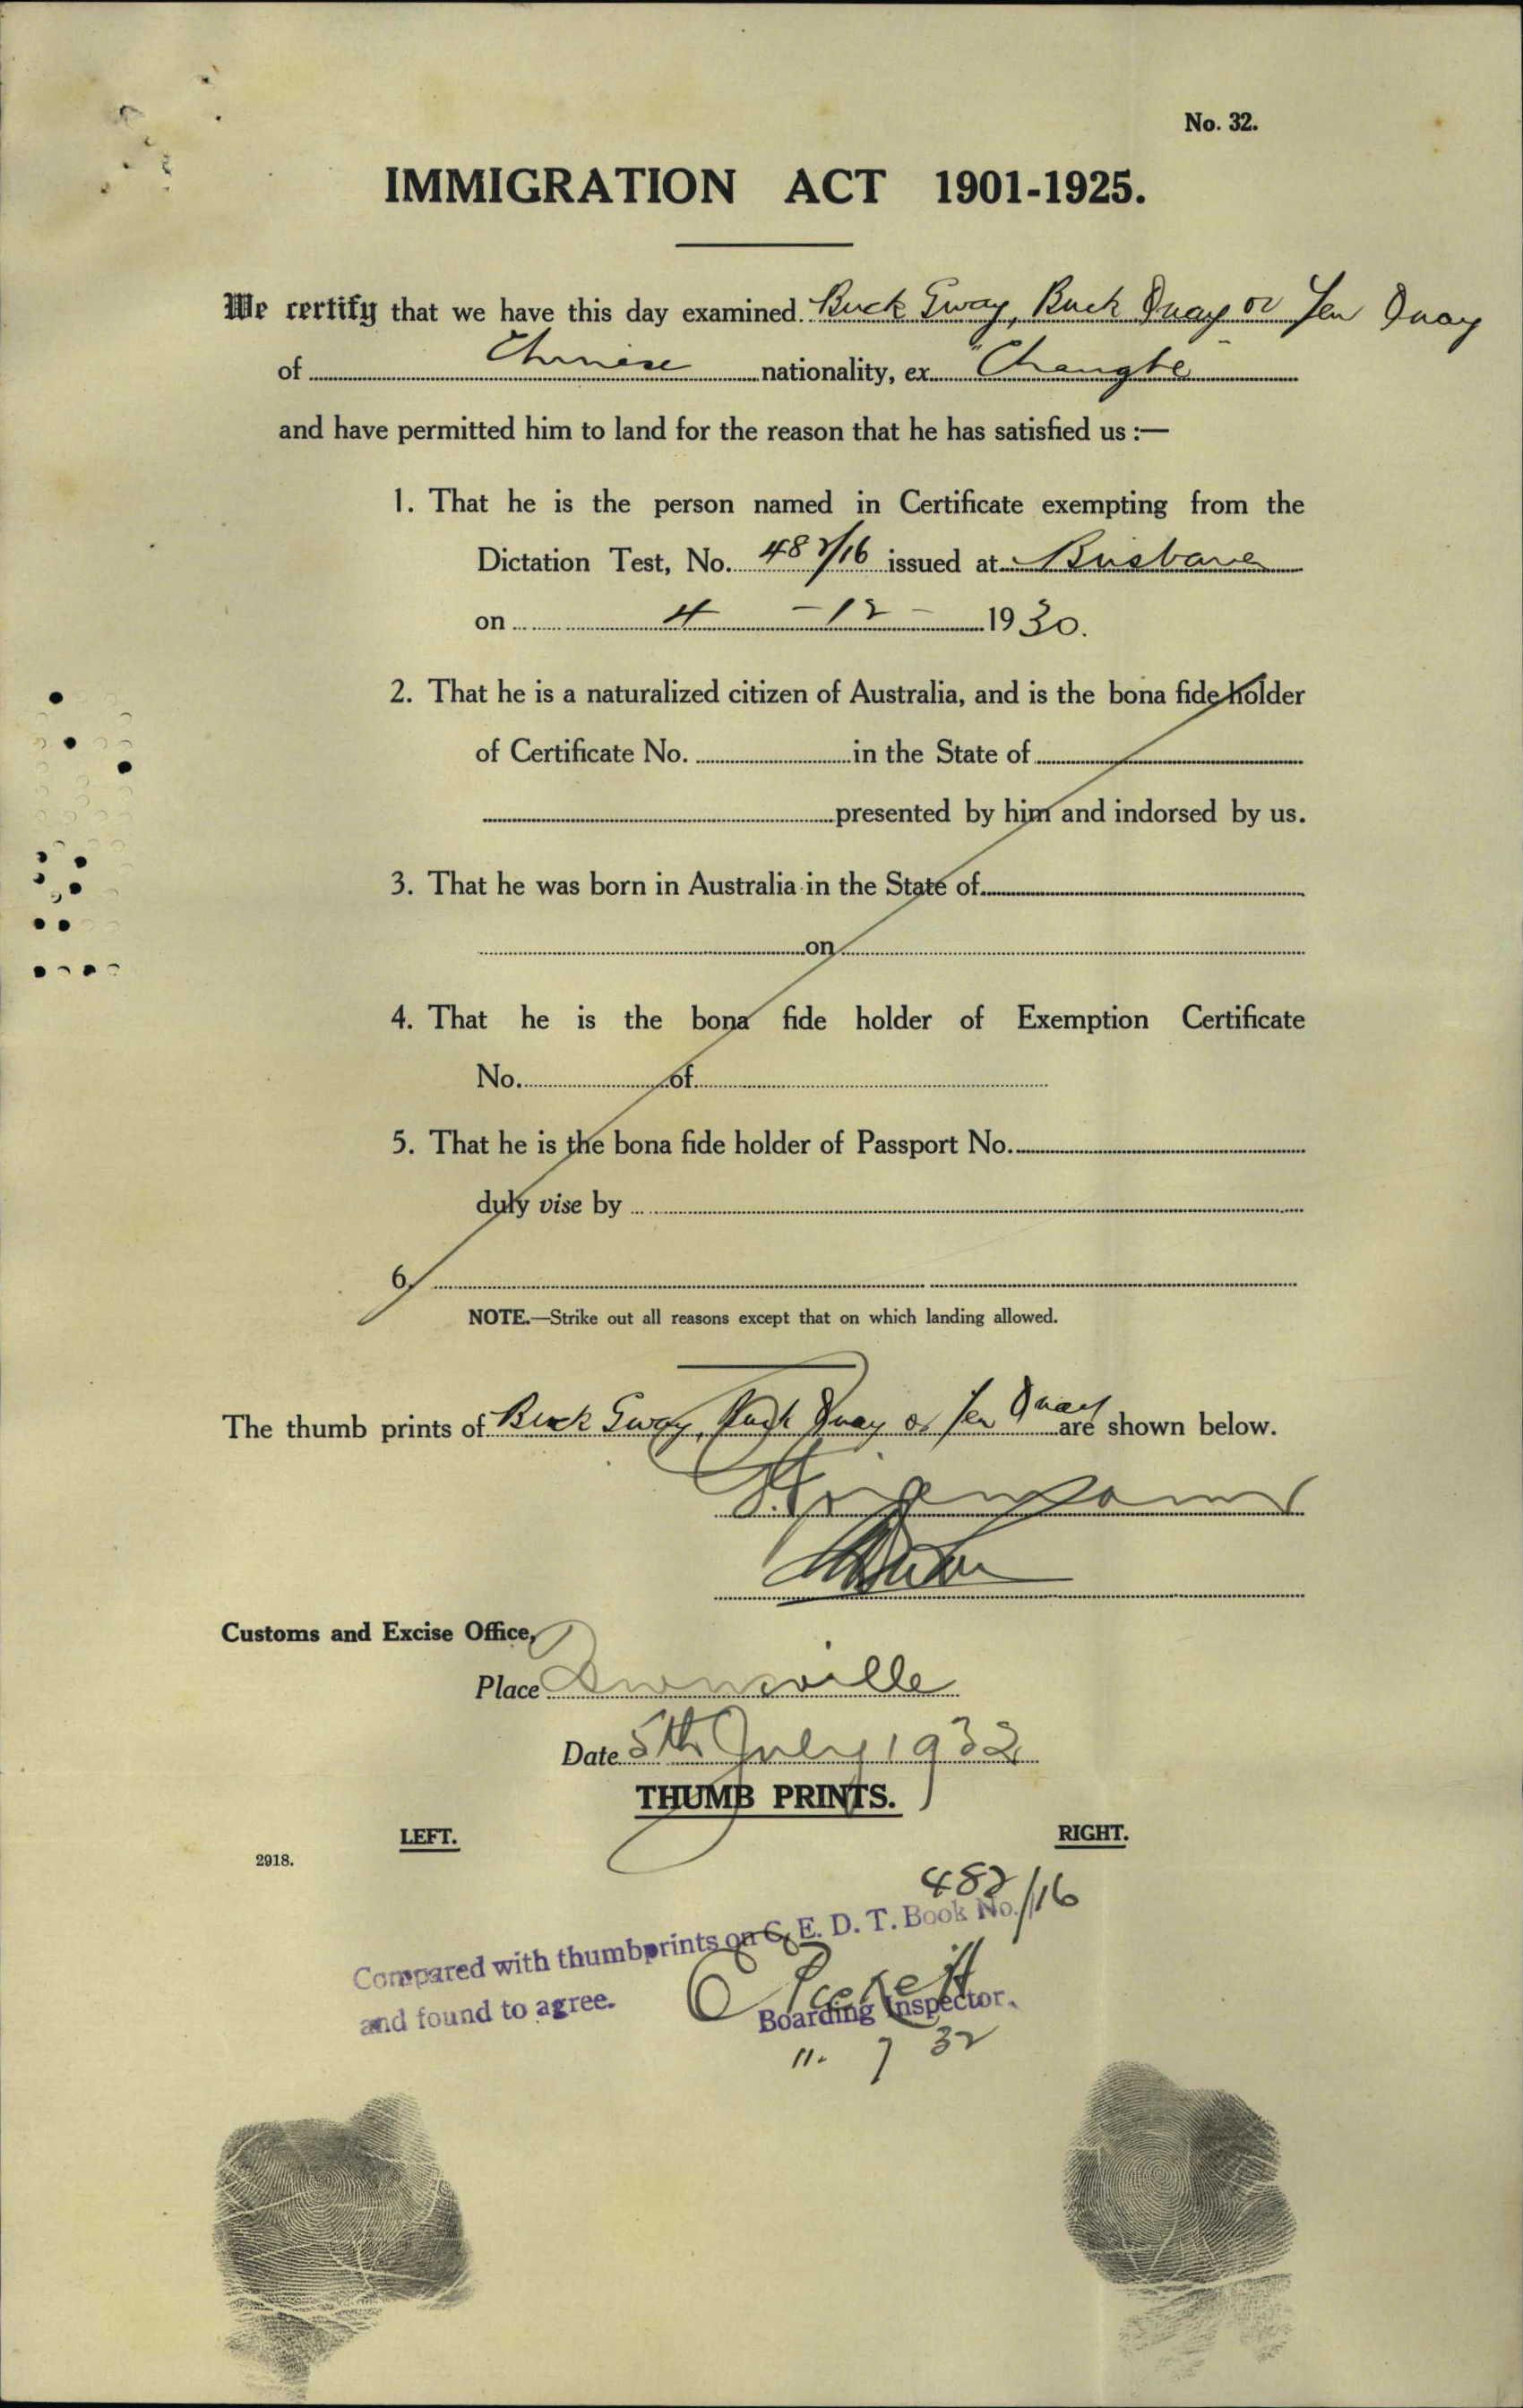 No. 32.
IMMIGRATION ACT 1901-1925.
We certify that we have this day examined Buck Gway, Buck Quay or Yen Quay
of Chinese nationality, ex "Changte"
and have permitted him to land for the reason that he has satisfied us :—
1. That he is the person named in Certificate exempting from the
Dictation Test, No. 482/16 issued at Brisbane
on 4 - 12 - 1930.
2. That he is a naturalized citizen of Australia, and is the bona fide holder
of Certificate No. in the State of
presented by him and indorsed by us.
3. That he was born in Australia in the State of
on
4. That he is the bona fide holder of Exemption Certificate
No. of
5. That he is the bona fide holder of Passport No.
duly vise by
6.
NOTE.—Strike out all reasons except that on which landing allowed.
The thumb prints of Buck Gway, Buck Quay or Yen Quay are shown below.
Customs and Excise Office,
Place Townsville
Date 5th July 1932
THUMB PRINTS.
LEFT. RIGHT.
2918.
482/16
Compared with thumbprints on C. E. D. T. Book No.
and found to agree.
Boarding Inspector.
11. 7 32